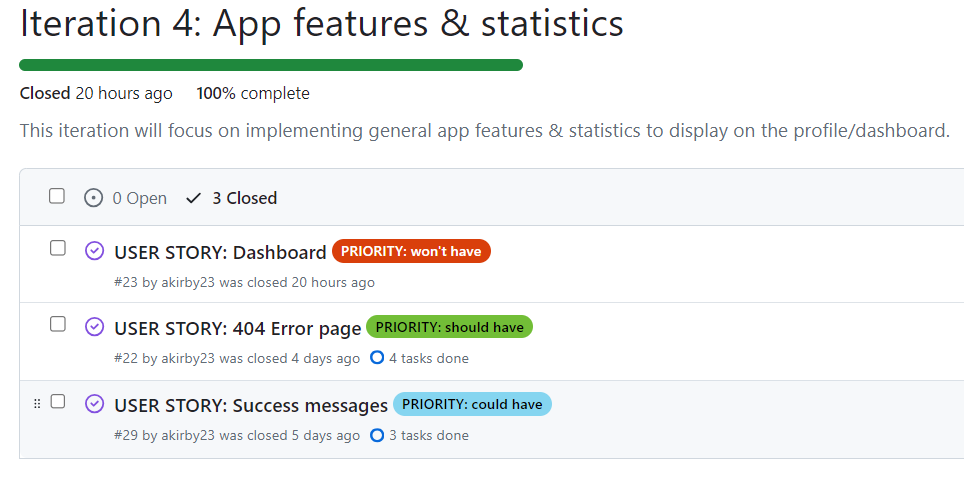 Iteration 4: App features & statistics
Closed 20 hours ago 100% complete
This iteration will focus on implementing general app features & statistics to display on the profile/dashboard.
0 Open 3 Closed
USER STORY: Dashboard PRIORITY: won't have
#23 by akirby23 was closed 20 hours ago
USER STORY: 404 Error page PRIORITY: should have
#22 by akirby23 was closed 4 days ago 4 tasks done
USER STORY: Success messages PRIORITY: could have
#29 by akirby23 was closed 5 days ago 3 tasks done